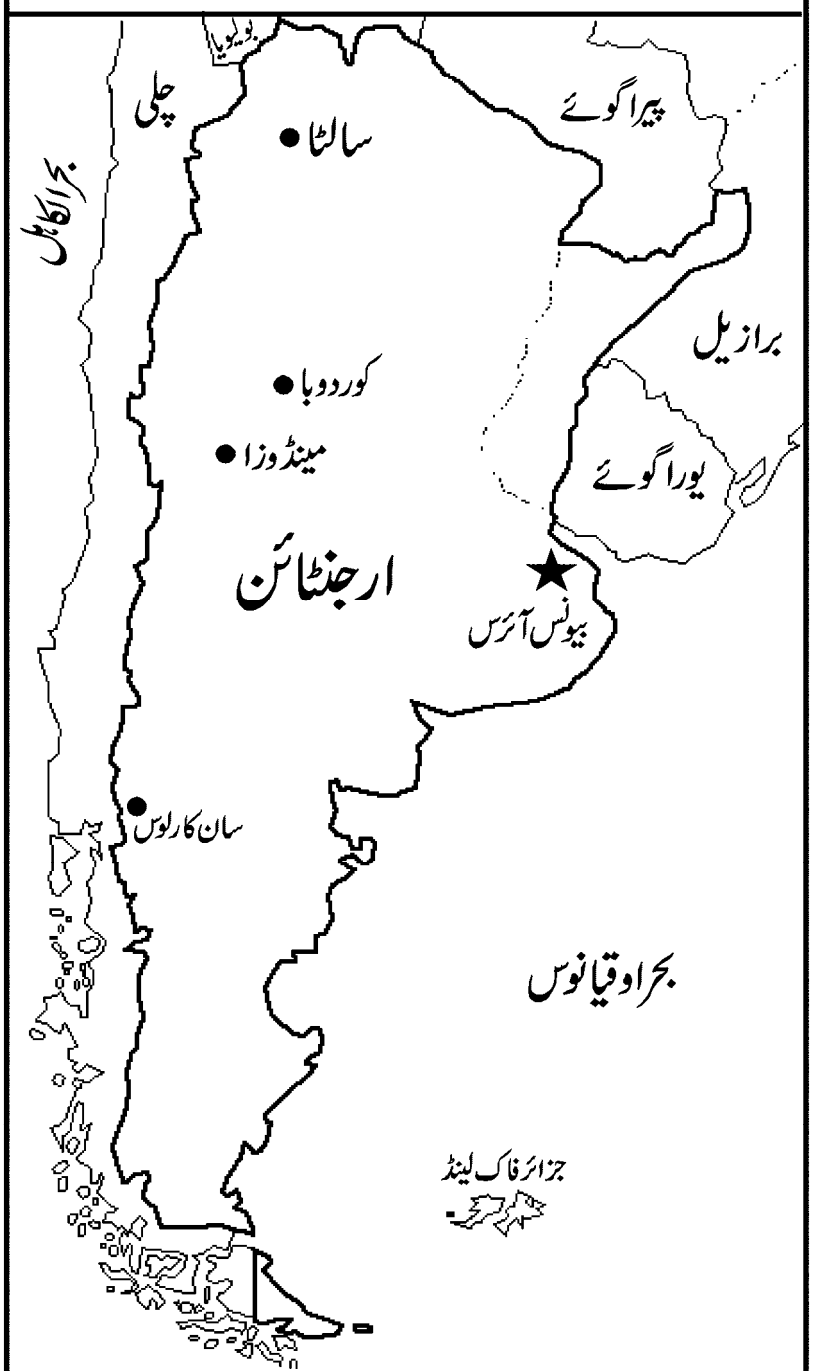 بولیویا
چلی
پیراگوئے
سالٹا
بحرالکاہل
برازیل
کوردوبا
مینڈوزا
یوراگوئے
ارجنٹائن
بیونس آئرس
سان کارلوس
بحراوقیانوس
جزائر فاک لینڈ